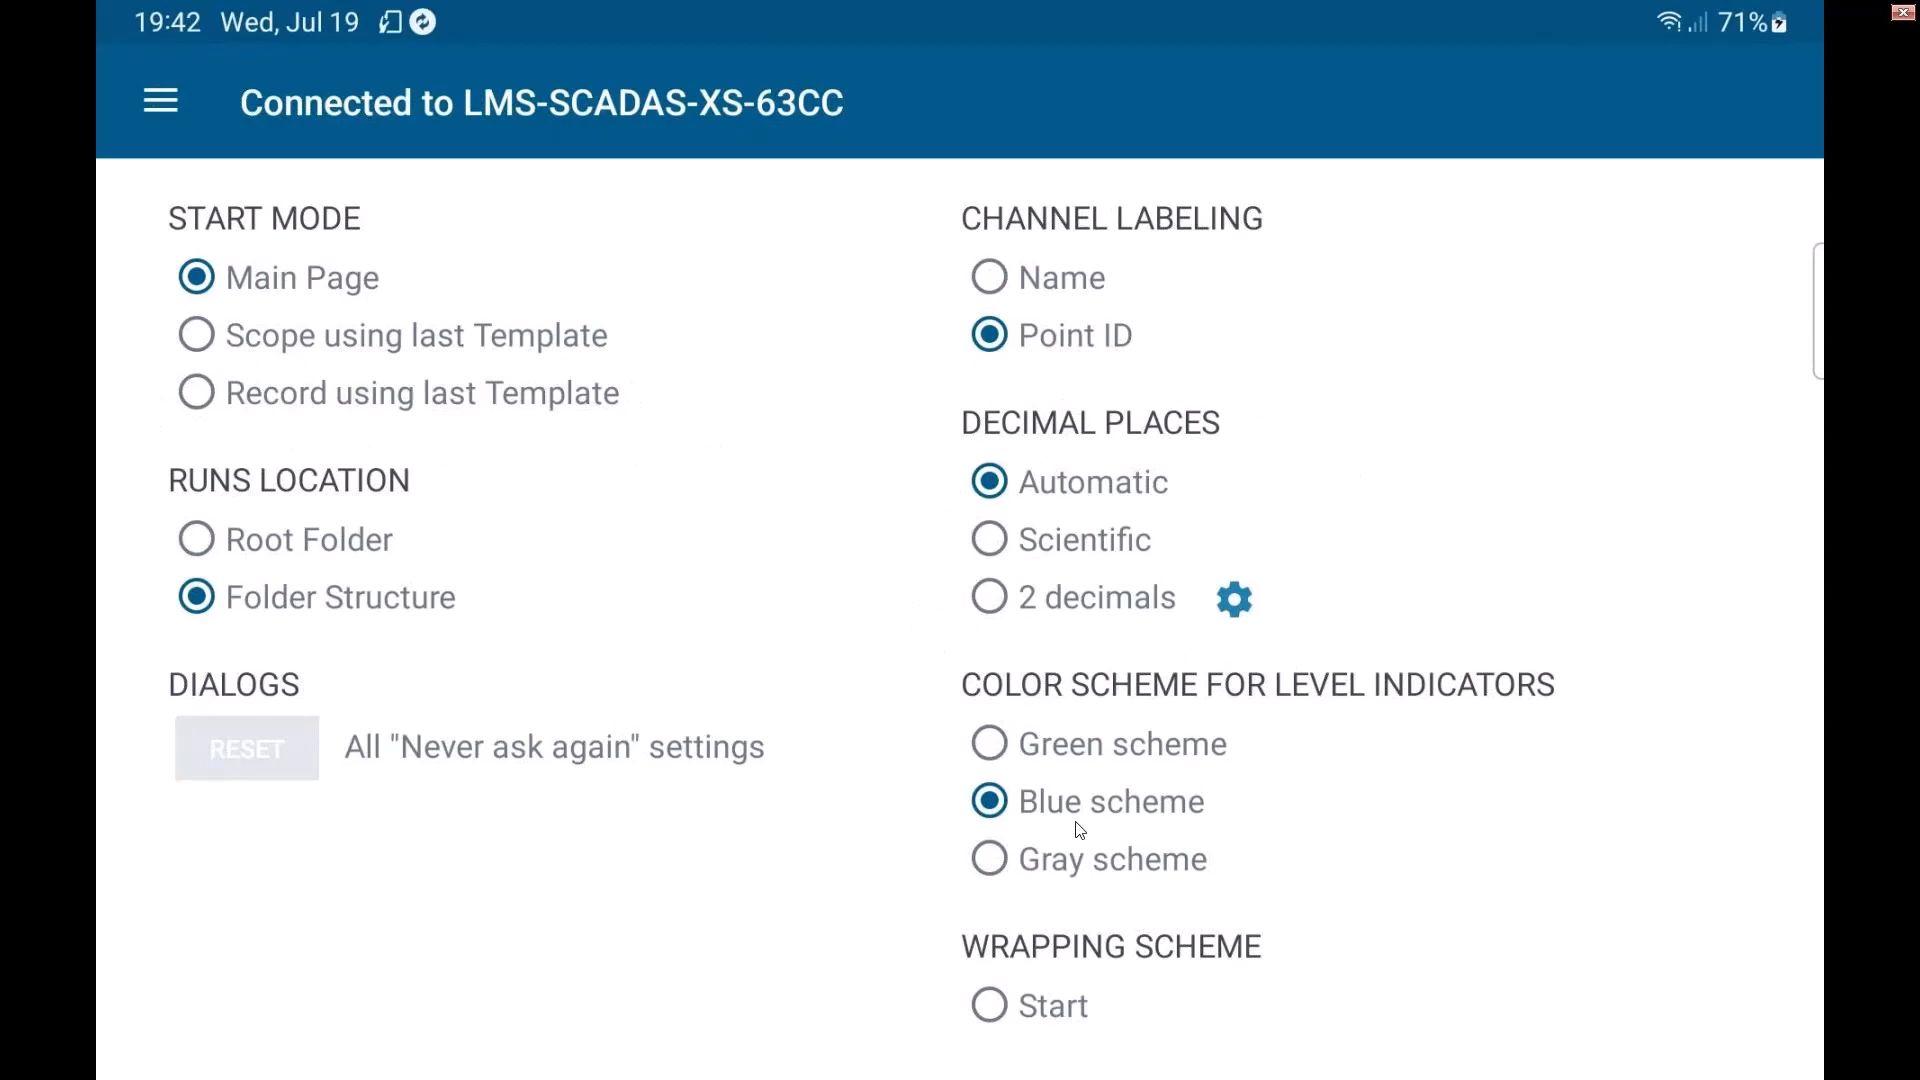 19:42 Wed, Jul 19 71%
Connected to LMS-SCADAS-XS-63CC
START MODE
Main Page
Scope using last Template
Record using last Template
RUNS LOCATION
Root Folder
Folder Structure
DIALOGS
RESET All "Never ask again" settings
CHANNEL LABELING
Name
Point ID
DECIMAL PLACES
Automatic
Scientific
2 decimals
COLOR SCHEME FOR LEVEL INDICATORS
Green scheme
Blue scheme
Gray scheme
WRAPPING SCHEME
Start